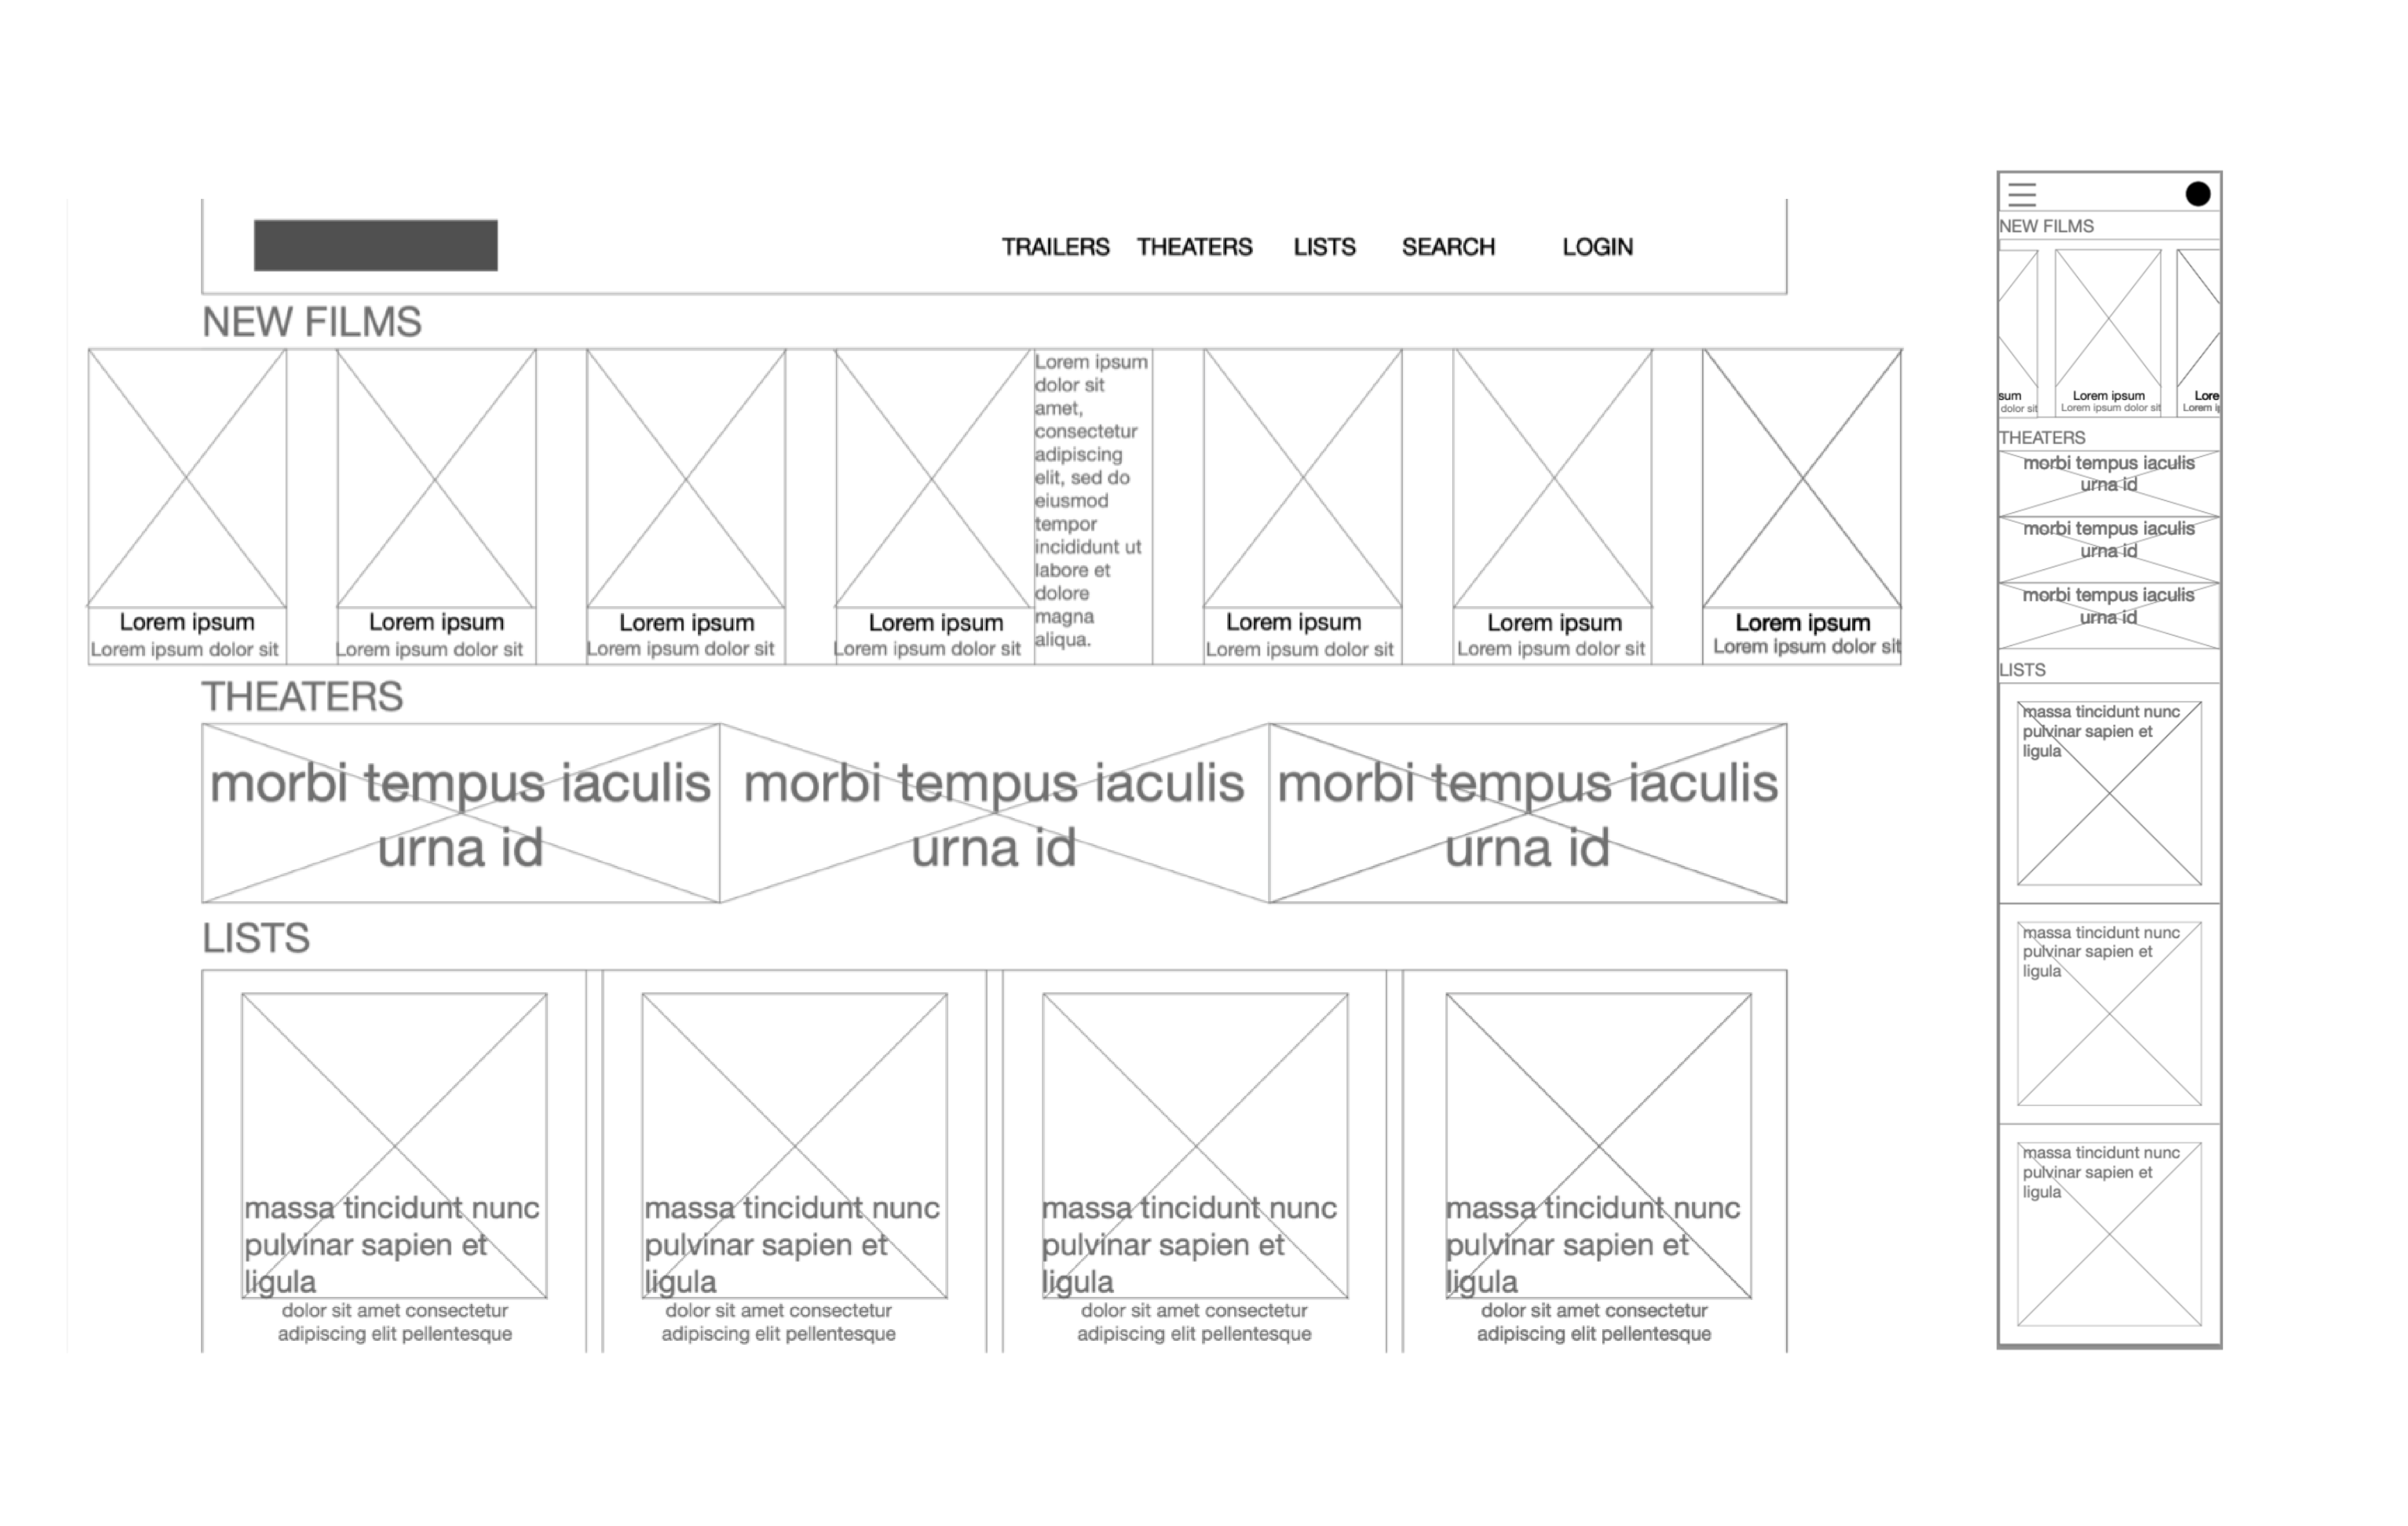 TRAILERS THEATERS LISTS SEARCH LOGIN
NEW FILMS
Lorem ipsum
Lorem ipsum dolor sit
Lorem ipsum
Lorem ipsum dolor sit
Lorem ipsum
Lorem ipsum dolor sit
Lorem ipsum
Lorem ipsum dolor sit
Lorem ipsum
dolor sit
amet,
consectetur
adipiscing
elit, sed do
eiusmod
tempor
incididunt ut
labore et
dolore
magna
aliqua.
Lorem ipsum
Lorem ipsum dolor sit
Lorem ipsum
Lorem ipsum dolor sit
Lorem ipsum
Lorem ipsum dolor sit
THEATERS
morbi tempus iaculis
urna id
morbi tempus iaculis
urna id
morbi tempus iaculis
urna id
LISTS
massa tincidunt nunc
pulvinar sapien et
ligula
dolor sit amet consectetur
adipiscing elit pellentesque
massa tincidunt nunc
pulvinar sapien et
ligula
dolor sit amet consectetur
adipiscing elit pellentesque
massa tincidunt nunc
pulvinar sapien et
ligula
dolor sit amet consectetur
adipiscing elit pellentesque
massa tincidunt nunc
pulvinar sapien et
ligula
dolor sit amet consectetur
adipiscing elit pellentesque
NEW FILMS
sum
dolor sit
Lorem ipsum
Lorem ipsum dolor sit
Lore
Lorem
THEATERS
morbi tempus iaculis
urna id
morbi tempus iaculis
urna id
morbi tempus iaculis
urna id
LISTS
massa tincidunt nunc
pulvinar sapien et
ligula
massa tincidunt nunc
pulvinar sapien et
ligula
massa tincidunt nunc
pulvinar sapien et
ligula